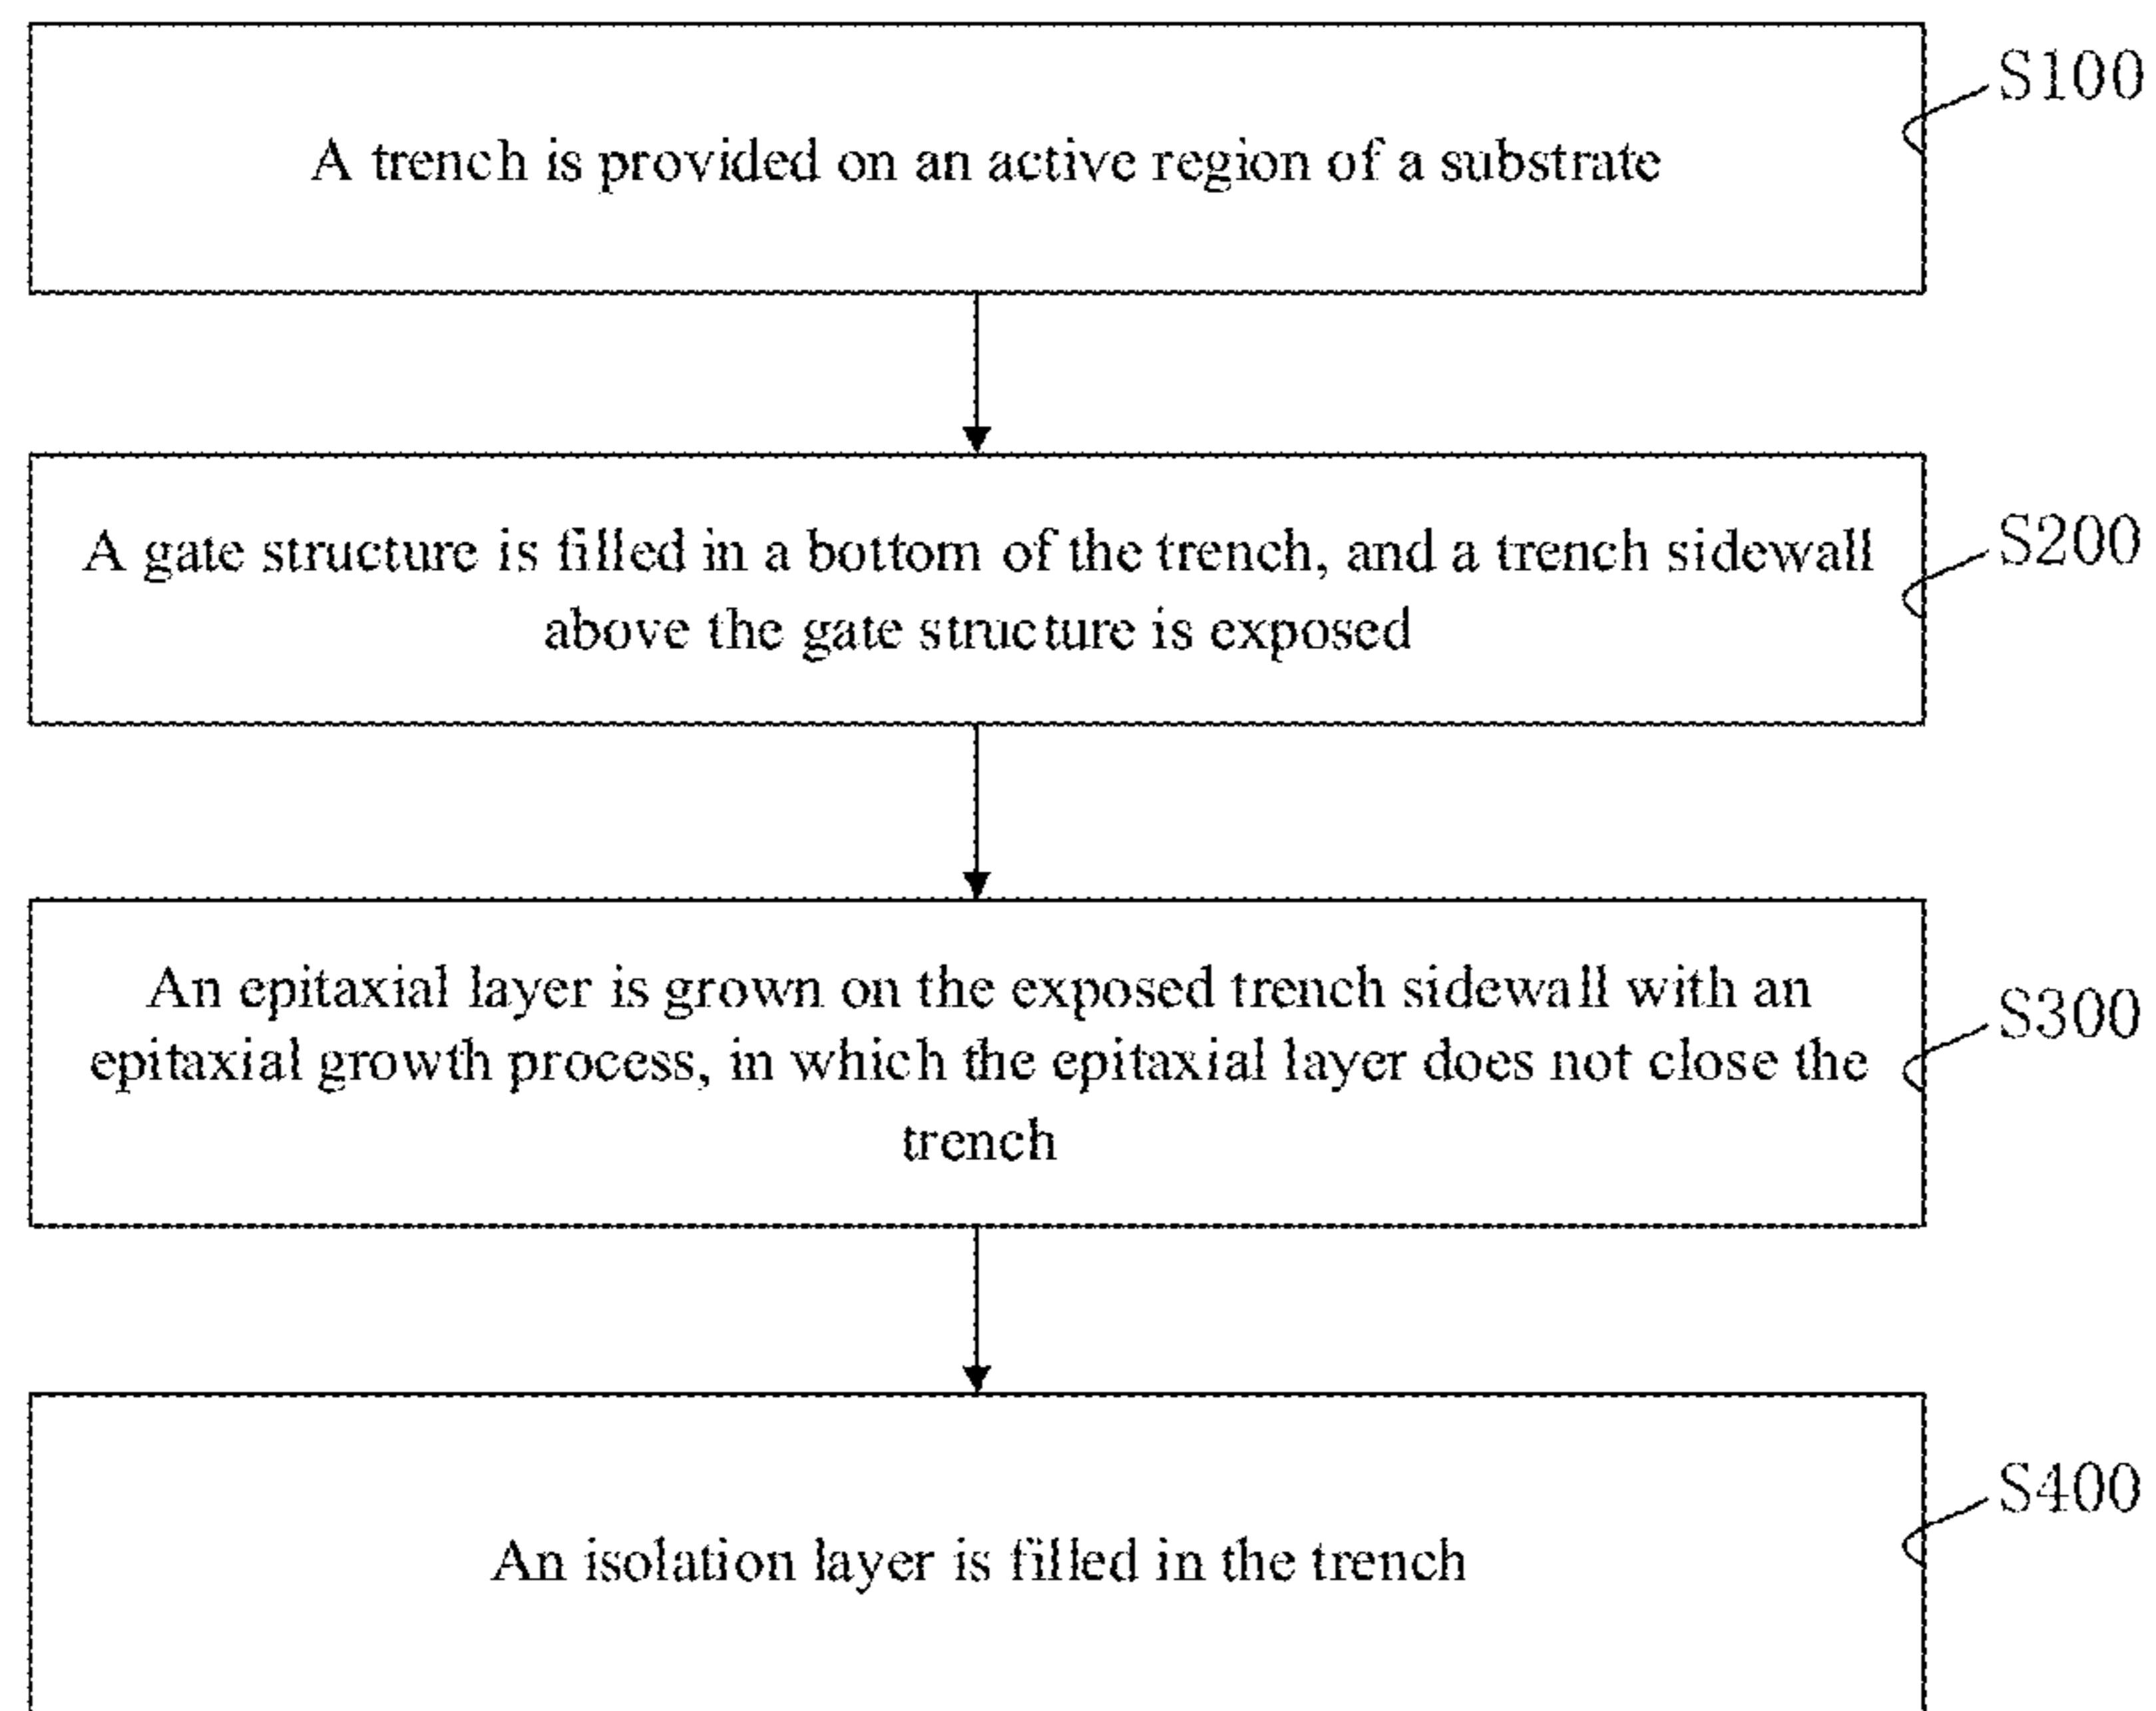 S100
A trench is provided on an active region of a substrate
S200
A gate structure is filled in a bottom of the trench, and a trench sidewall
above the gate structure is exposed
S300
An epitaxial layer is grown on the exposed trench sidewall with an
epitaxial growth process, in which the epitaxial layer does not close the
trench
S400
An isolation layer is filled in the trench